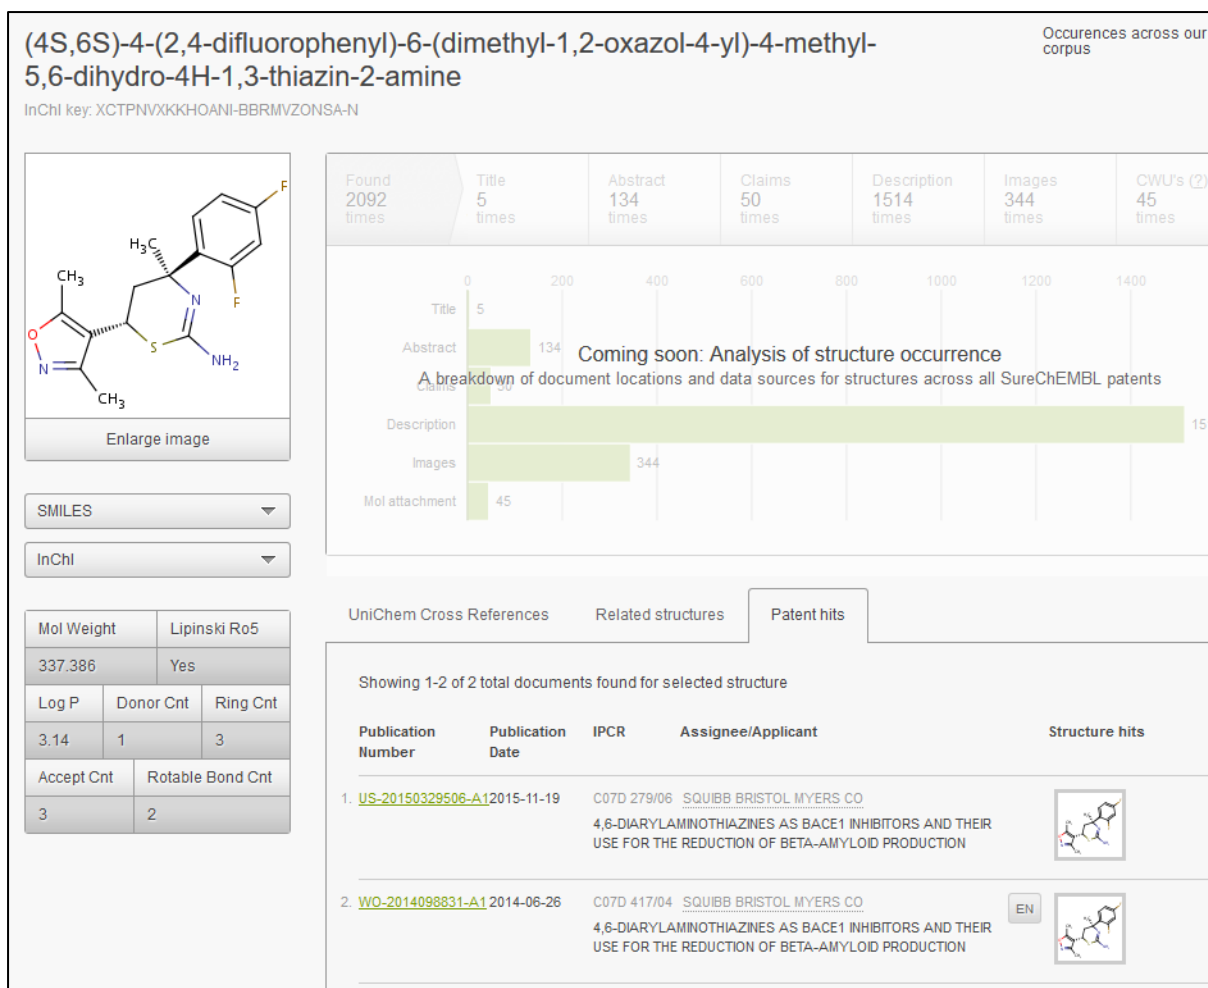 (4S,6S)-4-(2,4-difluorophenyl)-6-(dimethyl-1,2-oxazol-4-yl)-4-methyl-
5,6-dihydro-4H-1,3-thiazin-2-amine
InChI key: XCTPNVXKKHOANI-BBRMVZONSA-N
Occurences across our
corpus
F
H₃C
CH₃
N
F
O
S
NH₂
N
CH₃
Enlarge image
SMILES
InChI
Mol Weight Lipinski Ro5
337.386 Yes
Log P Donor Cnt Ring Cnt
3.14 1 3
Accept Cnt Rotable Bond Cnt
3 2
Found Title Abstract Claims Description Images CWU's (?)
2092 5 134 50 1514 344 45
times times times times times times times
0 200 400 600 800 1000 1200 1400
Title 5
Abstract 134
Coming soon: Analysis of structure occurrence
A breakdown of document locations and data sources for structures across all SureChEMBL patents
Claims 50
Description 15
Images 344
Mol attachment 45
UniChem Cross References Related structures Patent hits
Showing 1-2 of 2 total documents found for selected structure
Publication Publication IPCR Assignee/Applicant Structure hits
Number Date
1. US-20150329506-A1 2015-11-19 C07D 279/06 SQUIBB BRISTOL MYERS CO
4,6-DIARYLAMINOTHIAZINES AS BACE1 INHIBITORS AND THEIR
USE FOR THE REDUCTION OF BETA-AMYLOID PRODUCTION
2. WO-2014098831-A1 2014-06-26 C07D 417/04 SQUIBB BRISTOL MYERS CO EN
4,6-DIARYLAMINOTHIAZINES AS BACE1 INHIBITORS AND THEIR
USE FOR THE REDUCTION OF BETA-AMYLOID PRODUCTION